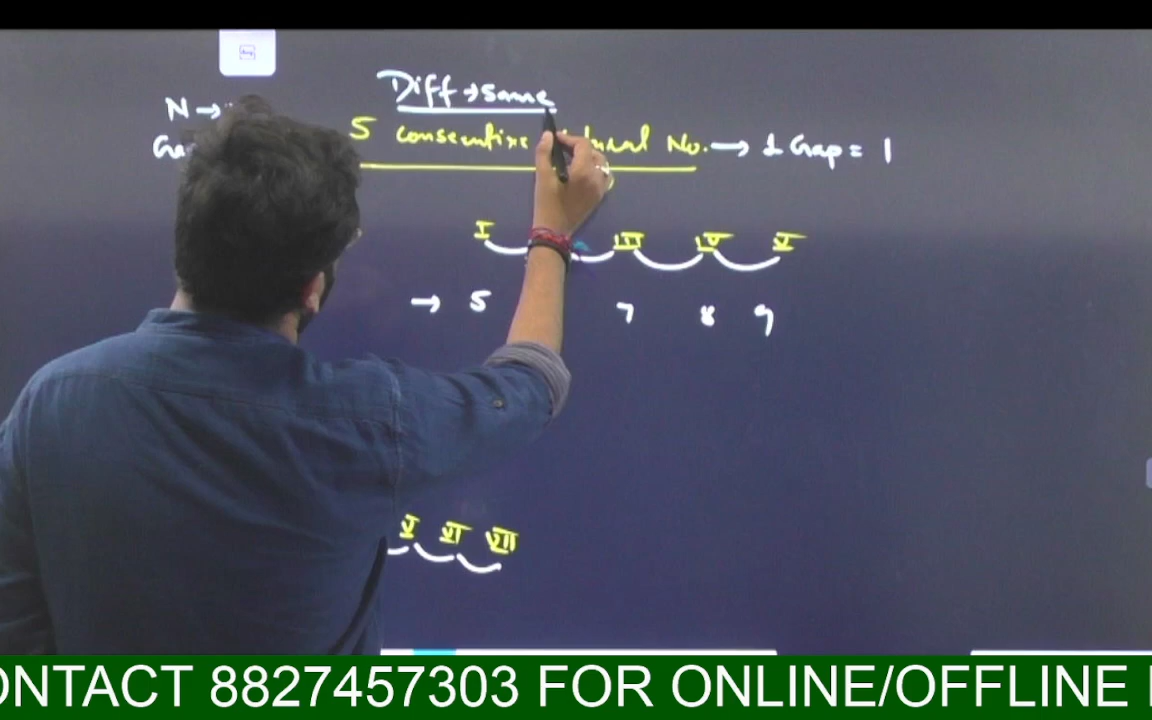 Diff → same
N →
5 consecutive No. → 1 Gap = 1
I III IV V
→ 5 7 8 9
V VI VII
ONTACT 8827457303 FOR ONLINE/OFFLINE